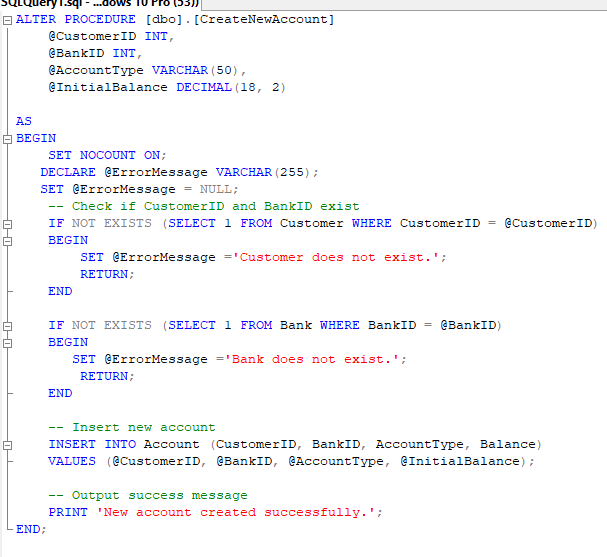 SQLQuery1.sql - ...dows 10 Pro (53))
ALTER PROCEDURE [dbo].[CreateNewAccount]
@CustomerID INT,
@BankID INT,
@AccountType VARCHAR(50),
@InitialBalance DECIMAL(18, 2)
AS
BEGIN
SET NOCOUNT ON;
DECLARE @ErrorMessage VARCHAR(255);
SET @ErrorMessage = NULL;
-- Check if CustomerID and BankID exist
IF NOT EXISTS (SELECT 1 FROM Customer WHERE CustomerID = @CustomerID)
BEGIN
SET @ErrorMessage ='Customer does not exist.';
RETURN;
END
IF NOT EXISTS (SELECT 1 FROM Bank WHERE BankID = @BankID)
BEGIN
SET @ErrorMessage ='Bank does not exist.';
RETURN;
END
-- Insert new account
INSERT INTO Account (CustomerID, BankID, AccountType, Balance)
VALUES (@CustomerID, @BankID, @AccountType, @InitialBalance);
-- Output success message
PRINT 'New account created successfully.';
END;